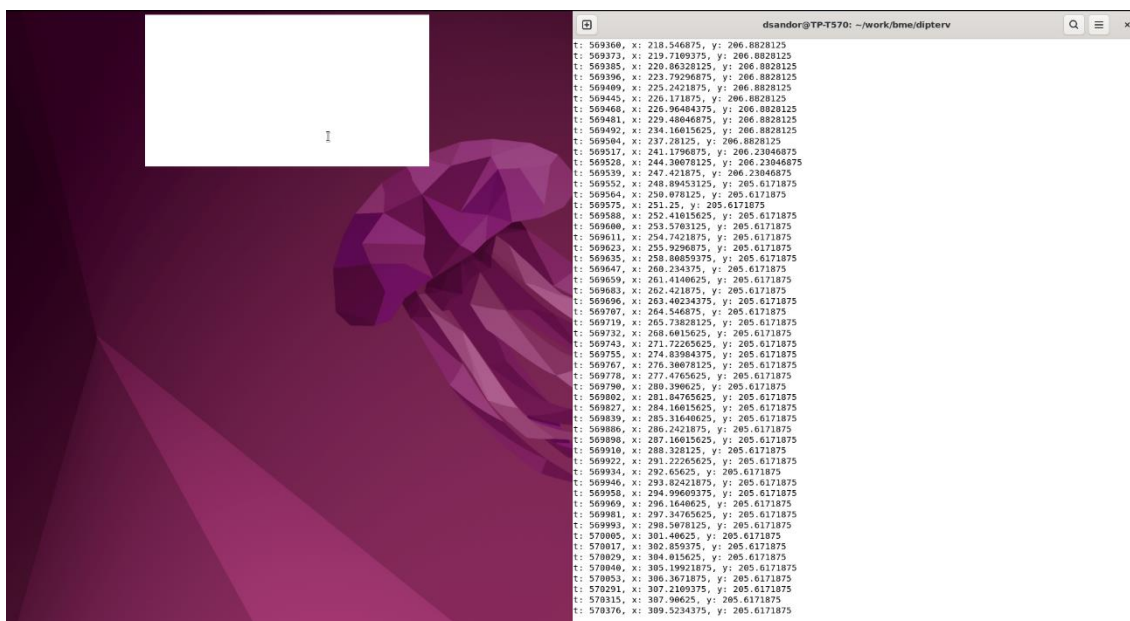 dsandor@TP-T570: ~/work/bme/dipterv
t: 569360, x: 218.546875, y: 206.8828125
t: 569373, x: 219.7109375, y: 206.8828125
t: 569385, x: 220.86328125, y: 206.8828125
t: 569396, x: 223.79296875, y: 206.8828125
t: 569409, x: 225.2421875, y: 206.8828125
t: 569445, x: 226.171875, y: 206.8828125
t: 569468, x: 226.96484375, y: 206.8828125
t: 569481, x: 229.48046875, y: 206.8828125
t: 569492, x: 234.16015625, y: 206.8828125
t: 569504, x: 237.28125, y: 206.8828125
t: 569517, x: 241.1796875, y: 206.23046875
t: 569528, x: 244.30078125, y: 206.23046875
t: 569539, x: 247.421875, y: 206.23046875
t: 569552, x: 248.89453125, y: 205.6171875
t: 569564, x: 250.078125, y: 205.6171875
t: 569575, x: 251.25, y: 205.6171875
t: 569588, x: 252.41015625, y: 205.6171875
t: 569600, x: 253.5703125, y: 205.6171875
t: 569611, x: 254.7421875, y: 205.6171875
t: 569623, x: 255.9296875, y: 205.6171875
t: 569635, x: 258.80859375, y: 205.6171875
t: 569647, x: 260.234375, y: 205.6171875
t: 569659, x: 261.4140625, y: 205.6171875
t: 569683, x: 262.421875, y: 205.6171875
t: 569696, x: 263.40234375, y: 205.6171875
t: 569707, x: 264.546875, y: 205.6171875
t: 569719, x: 265.73828125, y: 205.6171875
t: 569732, x: 268.6015625, y: 205.6171875
t: 569743, x: 271.72265625, y: 205.6171875
t: 569755, x: 274.83984375, y: 205.6171875
t: 569767, x: 276.30078125, y: 205.6171875
t: 569778, x: 277.4765625, y: 205.6171875
t: 569790, x: 280.390625, y: 205.6171875
t: 569802, x: 281.84765625, y: 205.6171875
t: 569827, x: 284.16015625, y: 205.6171875
t: 569839, x: 285.31640625, y: 205.6171875
t: 569886, x: 286.2421875, y: 205.6171875
t: 569898, x: 287.16015625, y: 205.6171875
t: 569910, x: 288.328125, y: 205.6171875
t: 569922, x: 291.22265625, y: 205.6171875
t: 569934, x: 292.65625, y: 205.6171875
t: 569946, x: 293.82421875, y: 205.6171875
t: 569958, x: 294.99609375, y: 205.6171875
t: 569969, x: 296.1640625, y: 205.6171875
t: 569981, x: 297.34765625, y: 205.6171875
t: 569993, x: 298.5078125, y: 205.6171875
t: 570005, x: 301.40625, y: 205.6171875
t: 570017, x: 302.859375, y: 205.6171875
t: 570029, x: 304.015625, y: 205.6171875
t: 570040, x: 305.19921875, y: 205.6171875
t: 570053, x: 306.3671875, y: 205.6171875
t: 570291, x: 307.2109375, y: 205.6171875
t: 570315, x: 307.90625, y: 205.6171875
t: 570376, x: 309.5234375, y: 205.6171875